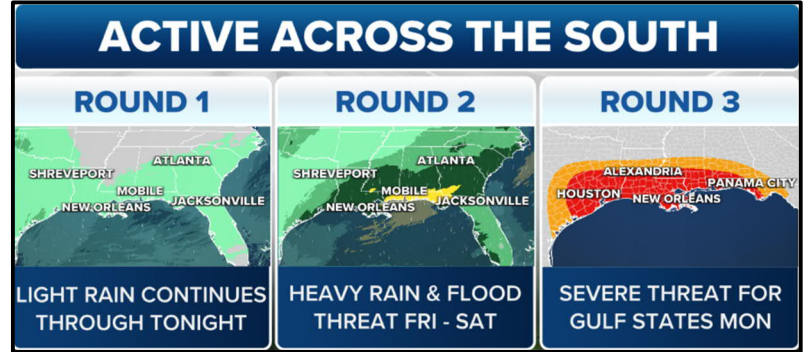 ACTIVE ACROSS THE SOUTH
ROUND 1
SHREVEPORT
ATLANTA
MOBILE
NEW ORLEANS
JACKSONVILLE
LIGHT RAIN CONTINUES
THROUGH TONIGHT
ROUND 2
SHREVEPORT
ATLANTA
MOBILE
NEW ORLEANS
JACKSONVILLE
HEAVY RAIN & FLOOD
THREAT FRI - SAT
ROUND 3
ALEXANDRIA
PANAMA CITY
HOUSTON
NEW ORLEANS
SEVERE THREAT FOR
GULF STATES MON